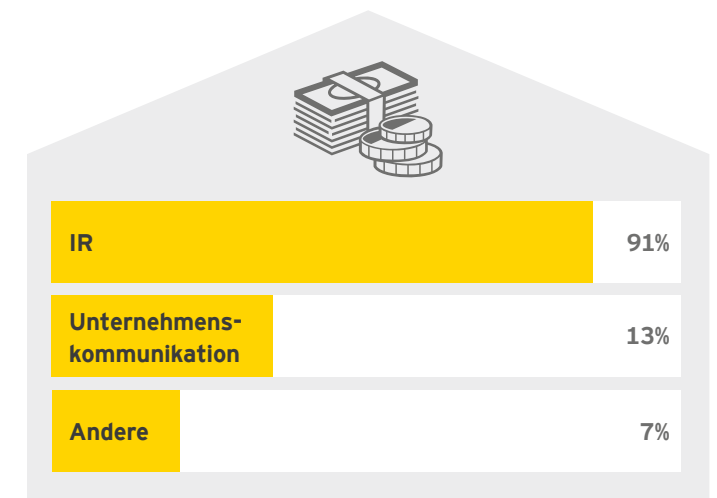 IR 91%
Unternehmens-
kommunikation 13%
Andere 7%